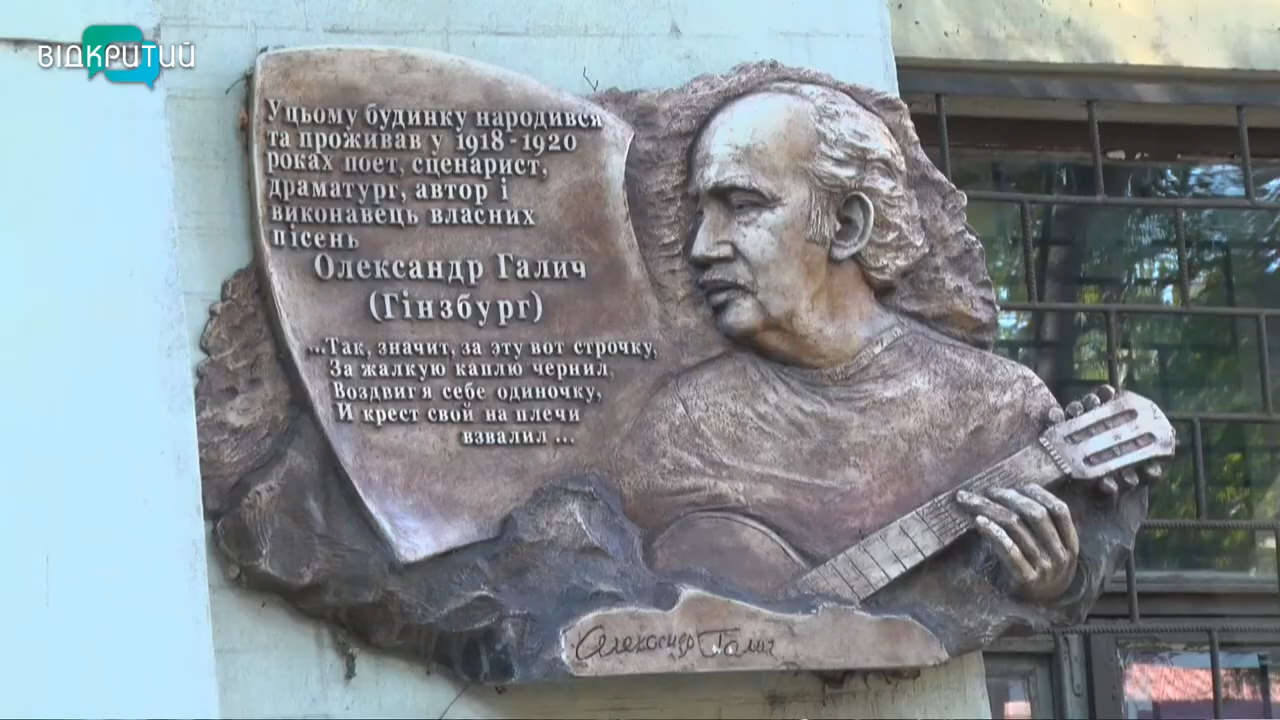 ВІДКРИТИЙ
У цьому будинку народився
та проживав у 1918-1920
роках поет, сценарист,
драматург, автор і
виконавець власних
пісень
Олександр Галич
(Гінзбург)
...Так, значит, за эту вот строчку,
За жалкую каплю чернил,
Воздвиг я себе одиночку,
И крест свой на плечи
взвалил ...
Александр Галич